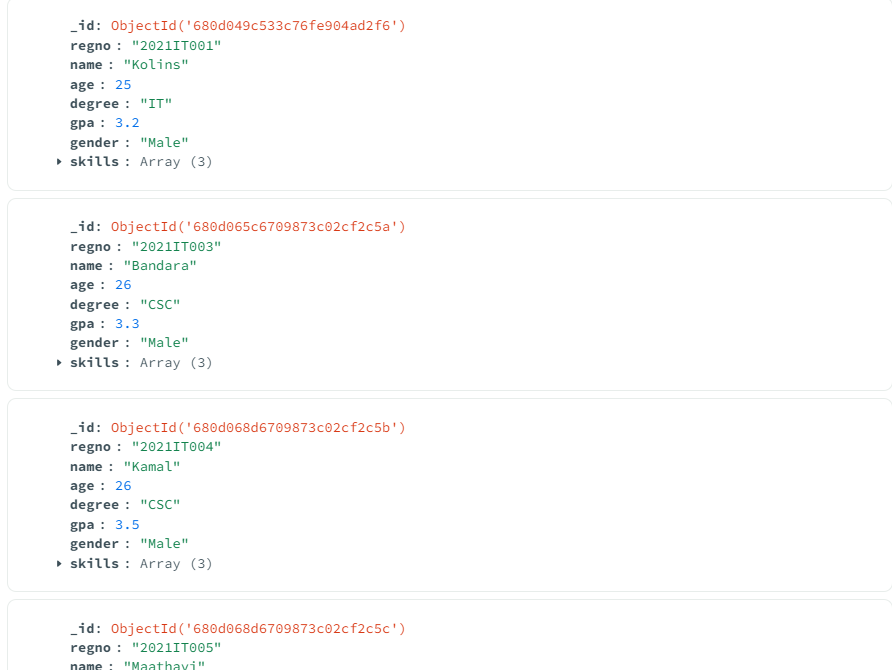 _id: ObjectId('680d049c533c76fe904ad2f6')
regno : "2021IT001"
name : "Kolins"
age : 25
degree : "IT"
gpa : 3.2
gender : "Male"
skills : Array (3)
_id: ObjectId('680d065c6709873c02cf2c5a')
regno : "2021IT003"
name : "Bandara"
age : 26
degree : "CSC"
gpa : 3.3
gender : "Male"
skills : Array (3)
_id: ObjectId('680d068d6709873c02cf2c5b')
regno : "2021IT004"
name : "Kamal"
age : 26
degree : "CSC"
gpa : 3.5
gender : "Male"
skills : Array (3)
_id: ObjectId('680d068d6709873c02cf2c5c')
regno : "2021IT005"
name : "Maathavi"